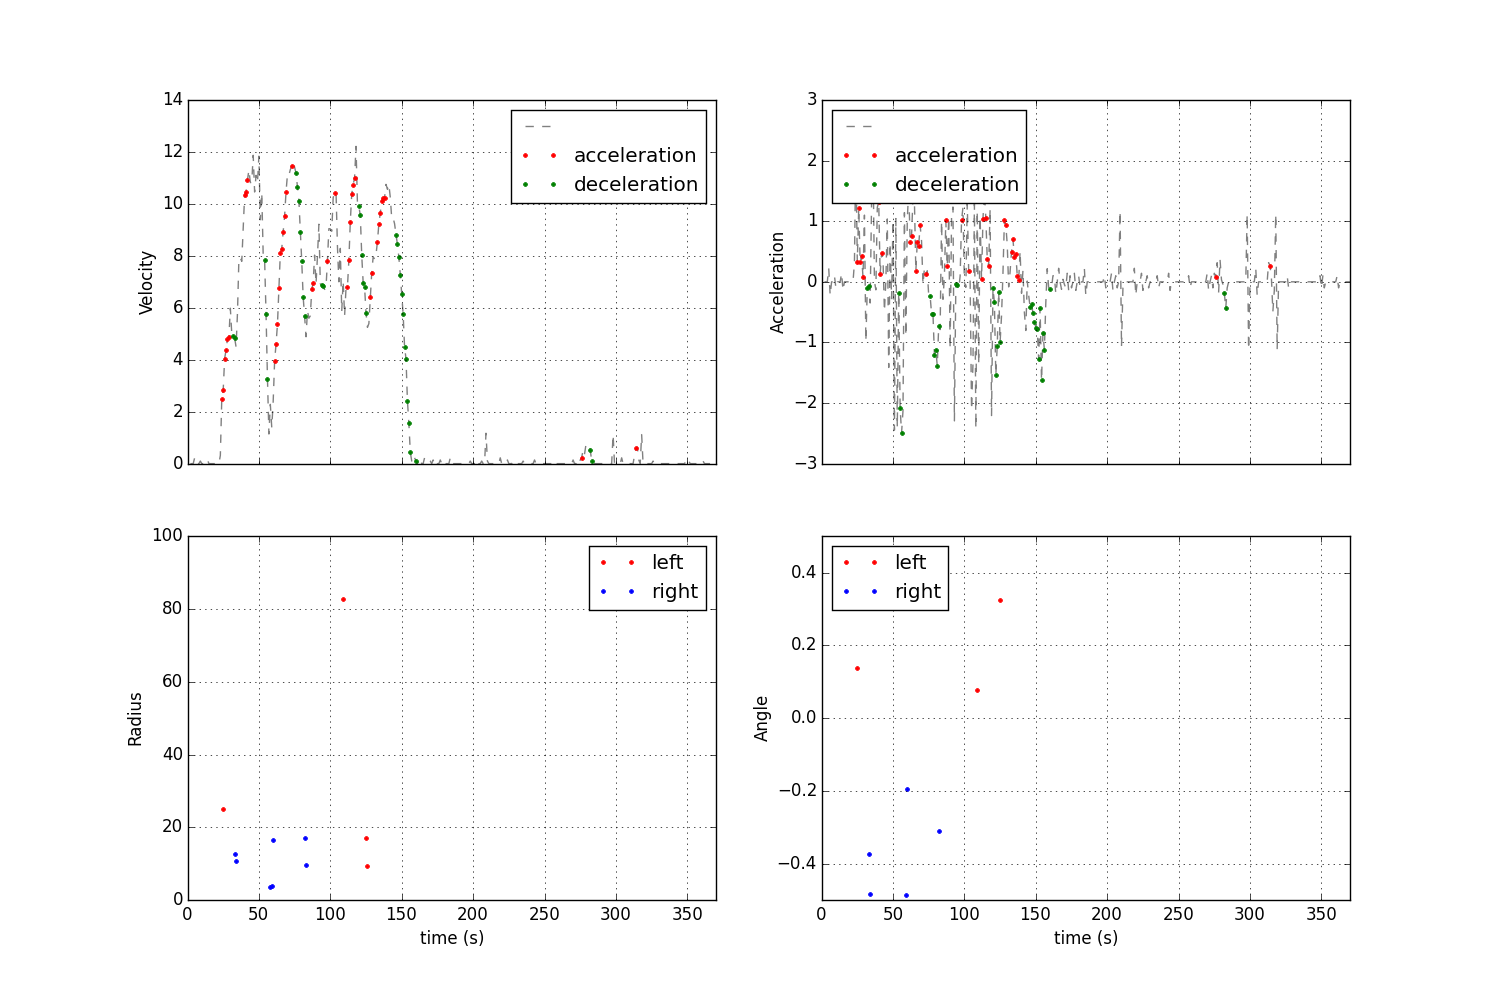 14
12
10
8
6
4
2
0
Velocity
acceleration
deceleration
3
2
1
0
−1
−2
−3
Acceleration
acceleration
deceleration
100
80
60
40
20
0
Radius
0 50 100 150 200 250 300 350
time (s)
left
right
0.4
0.2
0.0
−0.2
−0.4
Angle
0 50 100 150 200 250 300 350
time (s)
left
right